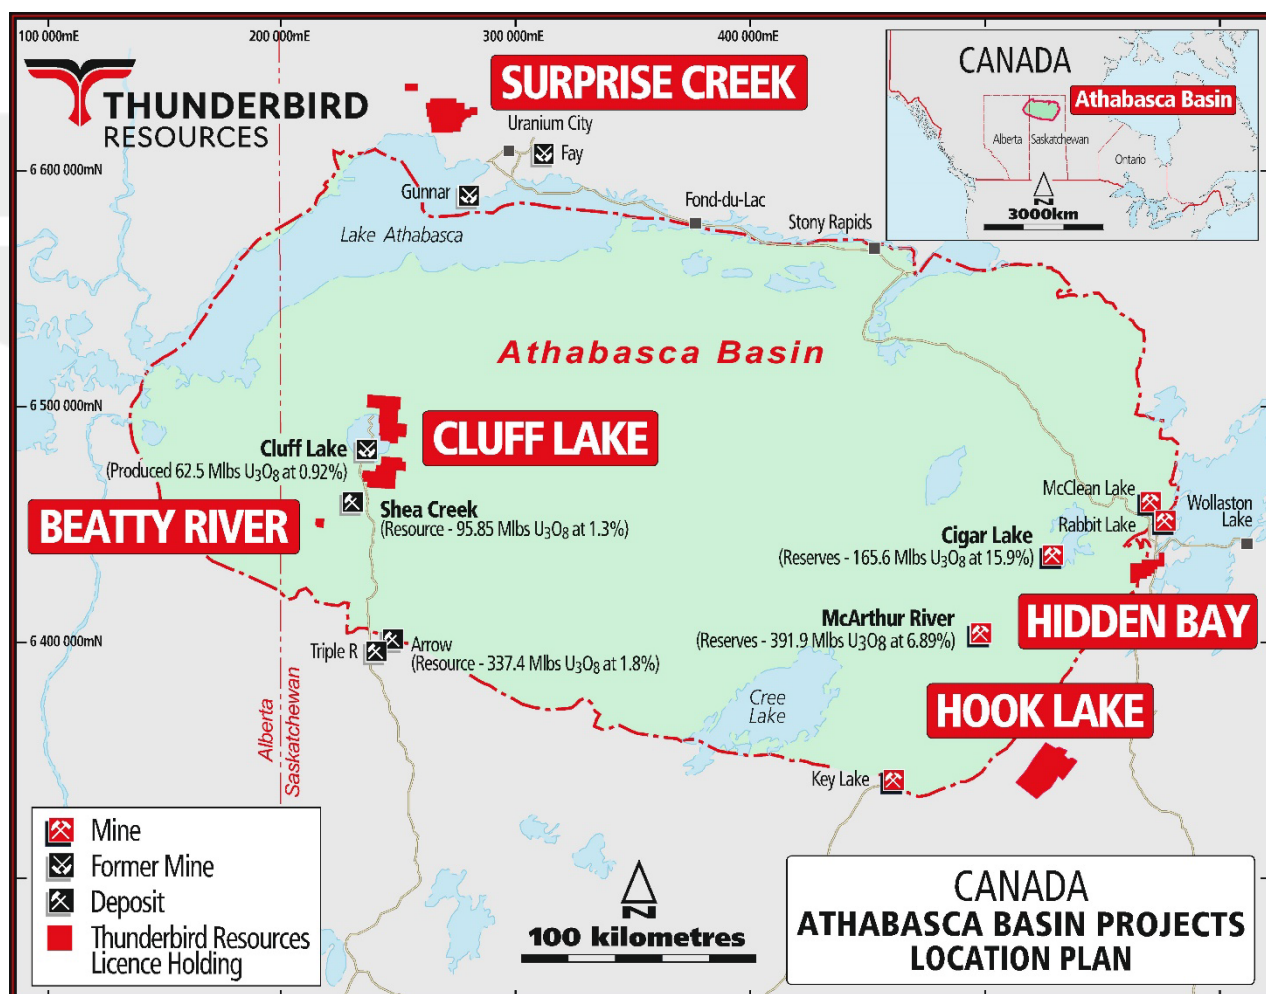 100 000mE
200 000mE
300 000mE
400 000mE
THUNDERBIRD
RESOURCES
SURPRISE CREEK
CANADA
Athabasca Basin
Alberta
Saskatchewan
Ontario
N
3000km
Uranium City
Fay
6 600 000mN
Gunnar
Fond-du-Lac
Stony Rapids
Lake Athabasca
Athabasca Basin
6 500 000mN
CLUFF LAKE
Cluff Lake
(Produced 62.5 Mlbs U₃O₈ at 0.92%)
BEATTY RIVER
Shea Creek
(Resource - 95.85 Mlbs U₃O₈ at 1.3%)
McClean Lake
Rabbit Lake
Wollaston
Lake
Cigar Lake
(Reserves - 165.6 Mlbs U₃O₈ at 15.9%)
HIDDEN BAY
McArthur River
(Reserves - 391.9 Mlbs U₃O₈ at 6.89%)
6 400 000mN
Triple R
Arrow
(Resource - 337.4 Mlbs U₃O₈ at 1.8%)
Cree
Lake
HOOK LAKE
Alberta
Saskatchewan
Key Lake
Mine
Former Mine
Deposit
Thunderbird Resources
Licence Holding
N
100 kilometres
CANADA
ATHABASCA BASIN PROJECTS
LOCATION PLAN